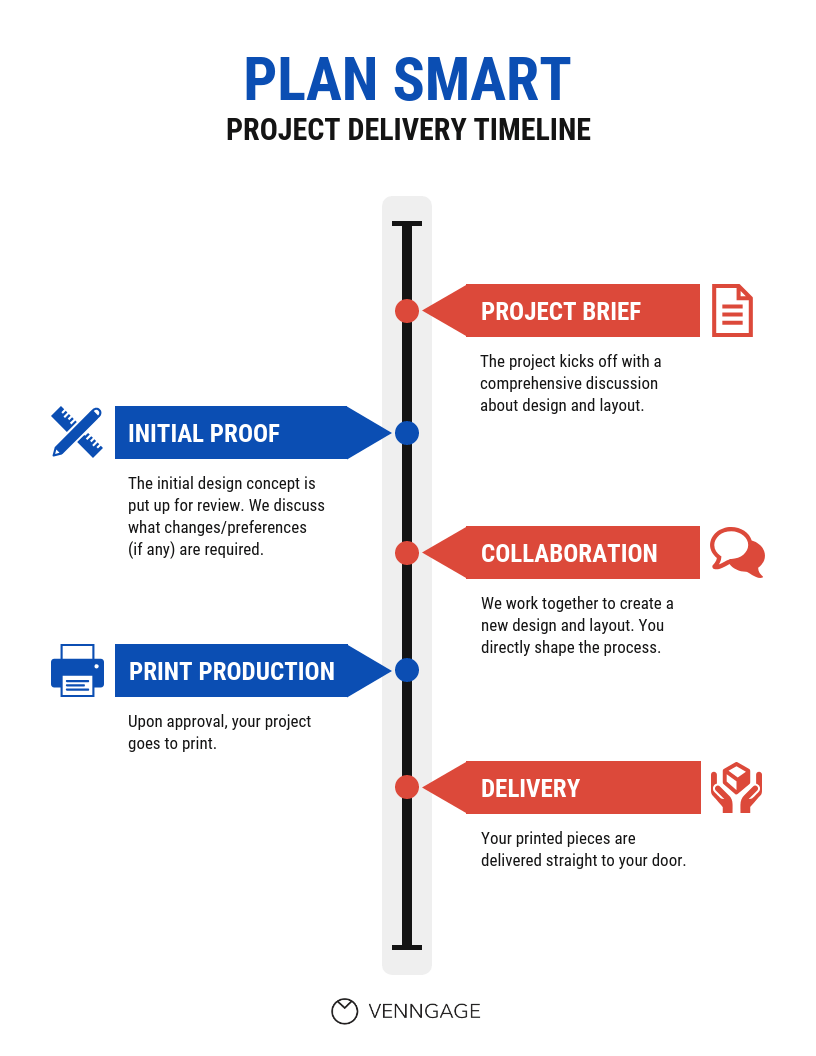 PLAN SMART
PROJECT DELIVERY TIMELINE
PROJECT BRIEF
The project kicks off with a
comprehensive discussion
about design and layout.
INITIAL PROOF
The initial design concept is
put up for review. We discuss
what changes/preferences
(if any) are required.
COLLABORATION
We work together to create a
new design and layout. You
directly shape the process.
PRINT PRODUCTION
Upon approval, your project
goes to print.
DELIVERY
Your printed pieces are
delivered straight to your door.
VENNGAGE